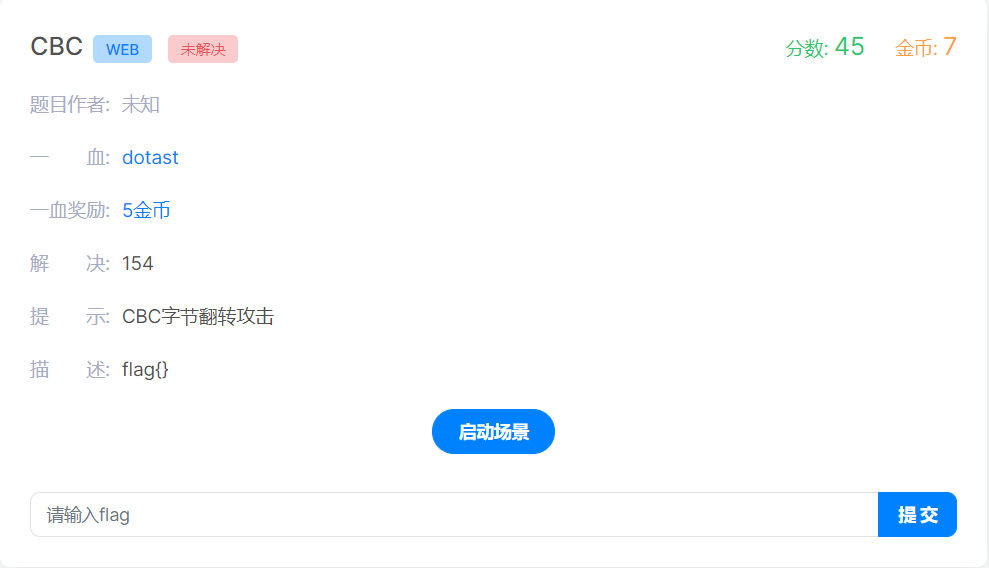 CBC WEB 未解决 分数: 45 金币: 7
题目作者: 未知
一 血: dotast
一血奖励: 5金币
解 决: 154
提 示: CBC字节翻转攻击
描 述: flag{}
启动场景
请输入flag 提交